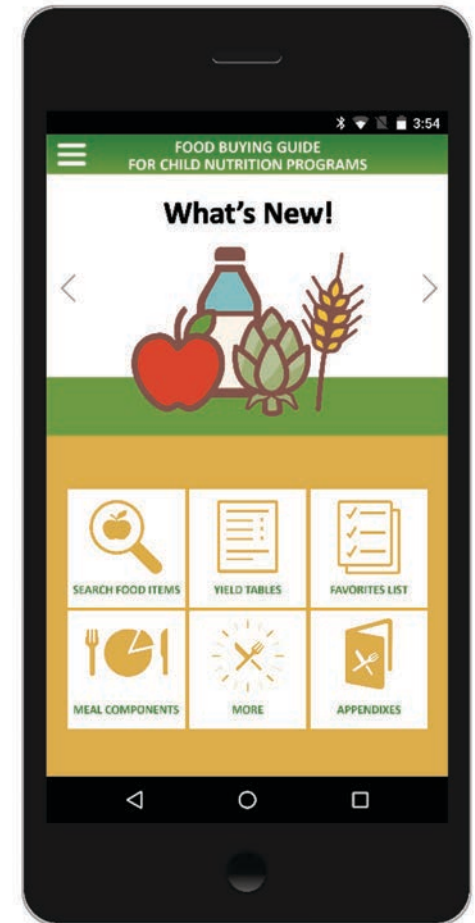 3:54
FOOD BUYING GUIDE
FOR CHILD NUTRITION PROGRAMS
What's New!
SEARCH FOOD ITEMS
YIELD TABLES
FAVORITES LIST
MEAL COMPONENTS
MORE
APPENDIXES